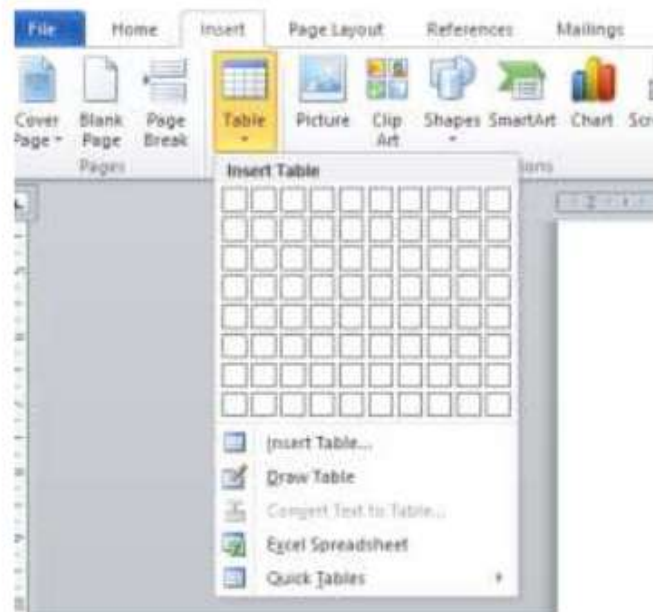 File Home Insert Page Layout References Mailings
Cover Page Blank Page Page Break Table Picture Clip Art Shapes SmartArt Chart
Pages
Insert Table
2
Insert Table...
Draw Table
Convert Text to Table...
Excel Spreadsheet
Quick Tables